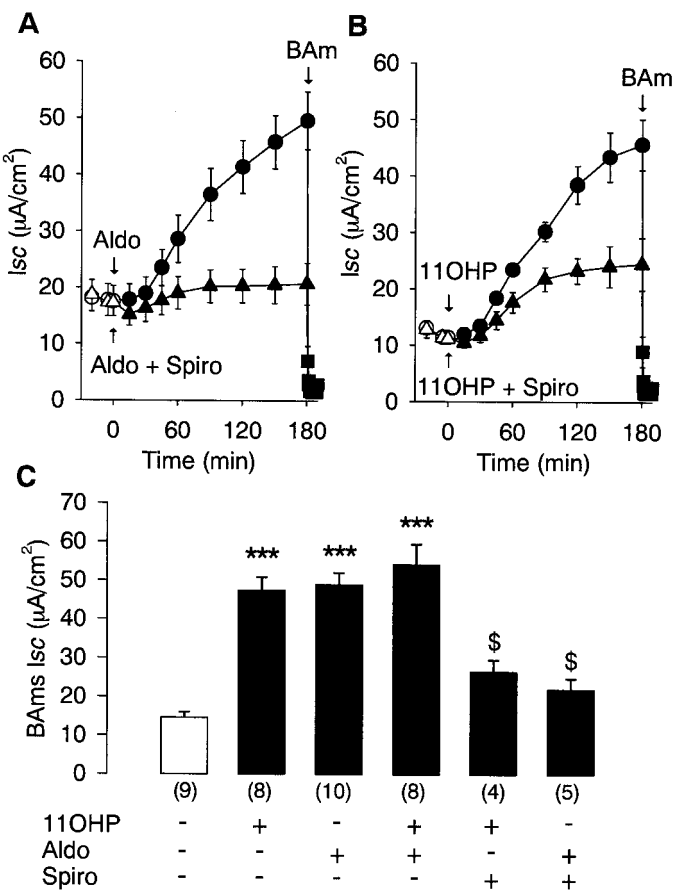 A
BAm
60
50
40
30
20
10
0
Isc (µA/cm²)
Aldo
Aldo + Spiro
0 60 120 180
Time (min)
B
BAm
60
50
40
30
20
10
0
Isc (µA/cm²)
11OHP
11OHP + Spiro
0 60 120 180
Time (min)
C
70
60
50
40
30
20
10
0
BAms Isc (µA/cm²)
*** *** *** $ $
(9) (8) (10) (8) (4) (5)
11OHP - + - + + -
Aldo - - + + - +
Spiro - - - - + +